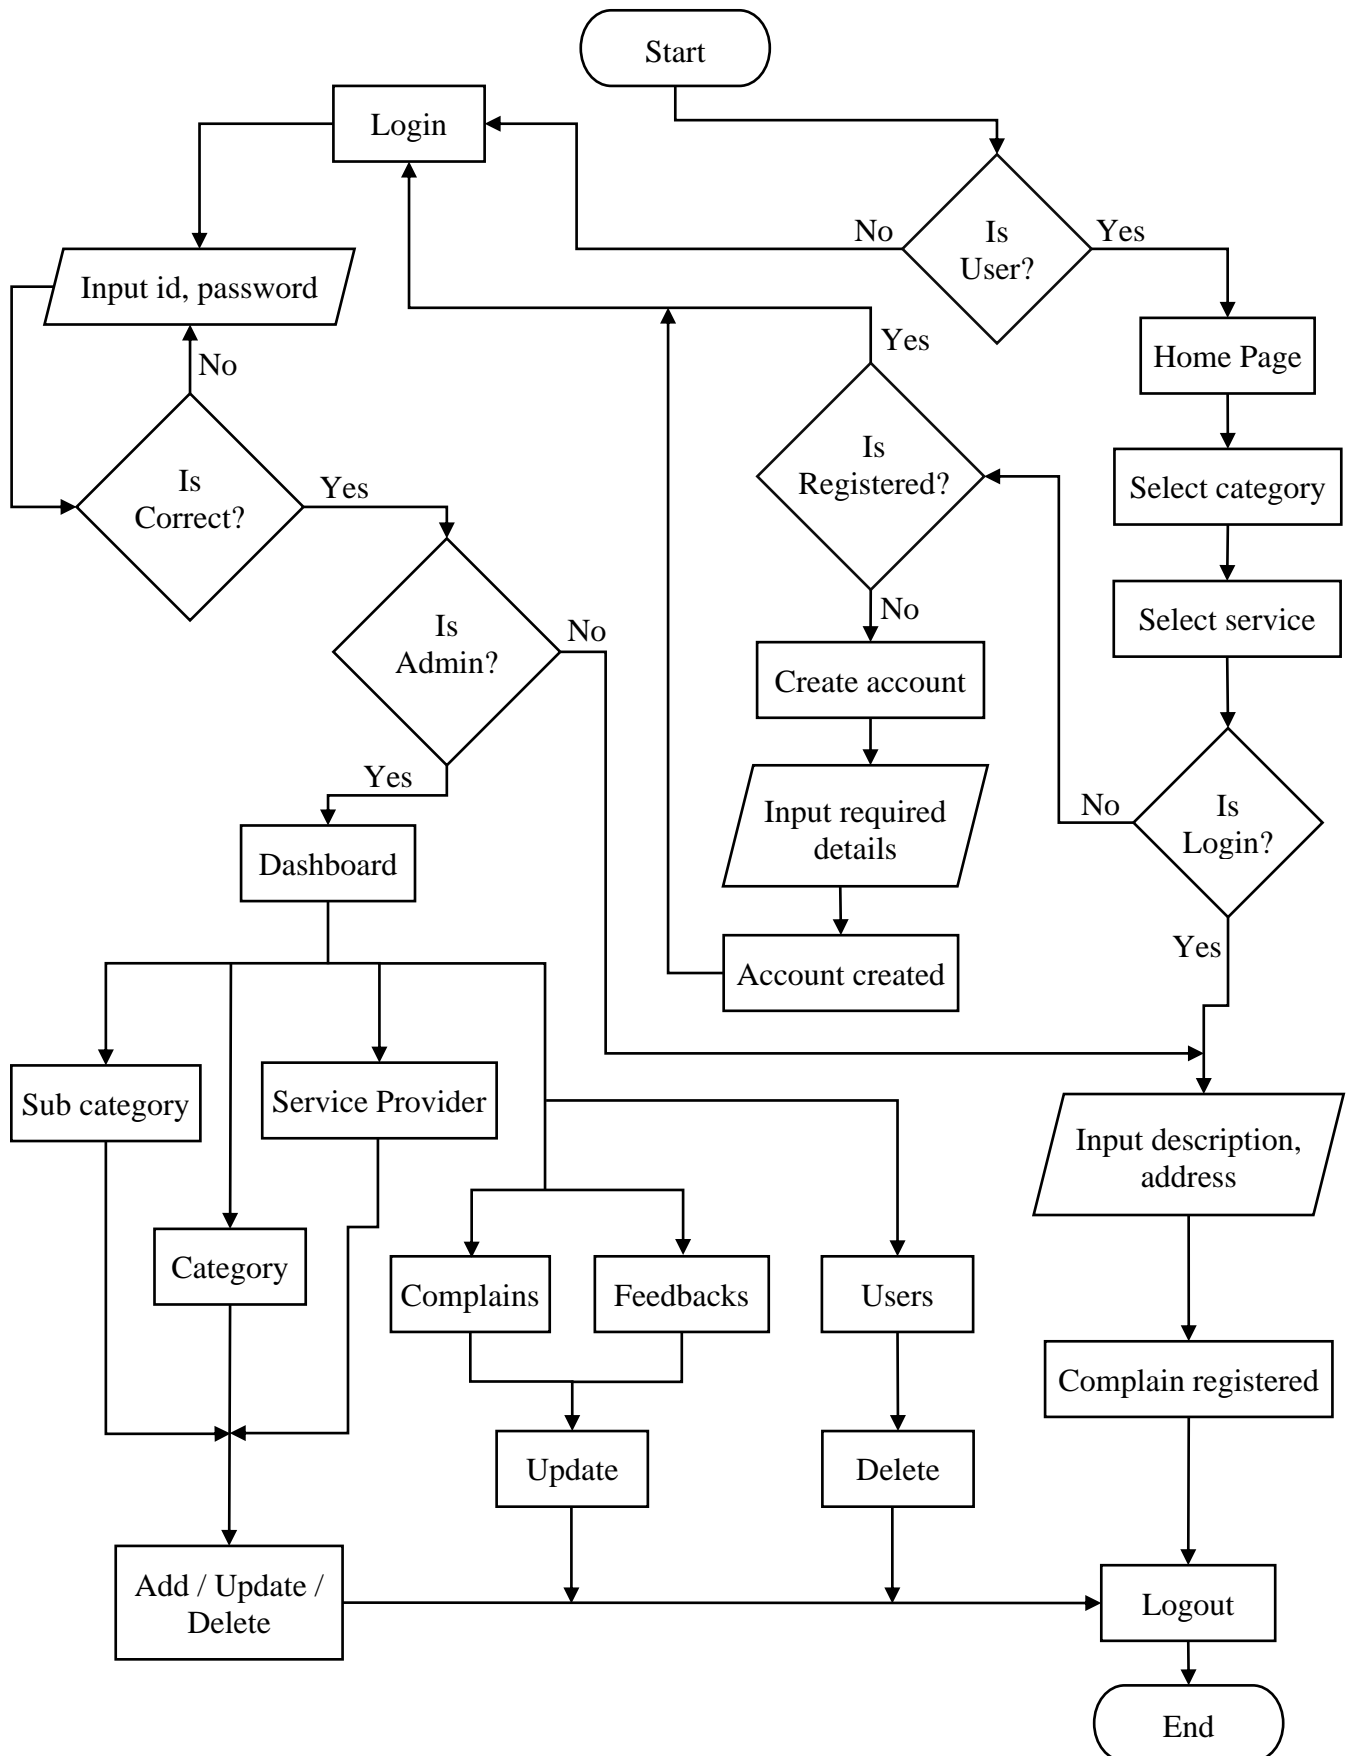 Start
Login
No
Is
User?
Yes
Input id, password
Yes
Home Page
No
Is
Registered?
Select category
Is
Correct?
Yes
No
Select service
Is
Admin?
No
Create account
Yes
Input required
details
No
Is
Login?
Dashboard
Yes
Account created
Sub category
Service Provider
Input description,
address
Category
Complains
Feedbacks
Users
Complain registered
Update
Delete
Add / Update /
Delete
Logout
End